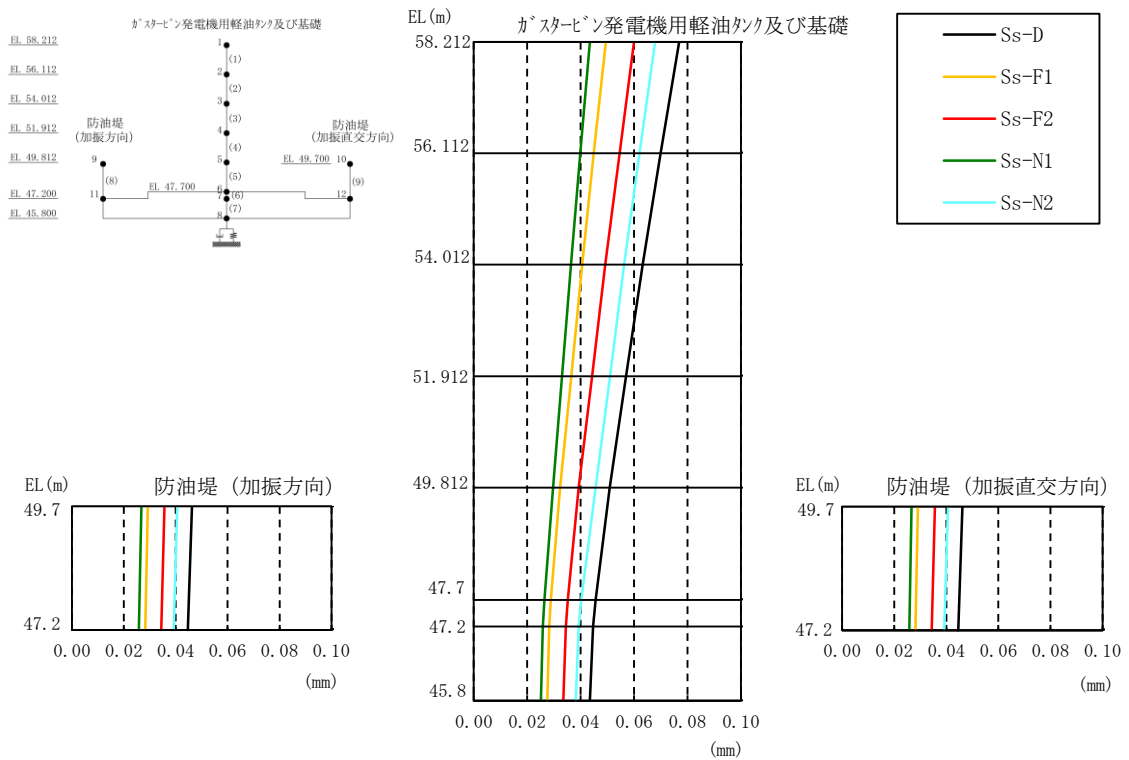 ｶﾞｽﾀｰﾋﾞﾝ発電機用軽油ﾀﾝｸ及び基礎
EL 58.212
EL 56.112
EL 54.012
EL 51.912
EL 49.812
EL 47.200
EL 45.800
防油堤
(加振方向)
防油堤
(加振直交方向)
EL 49.700
EL 47.700
1
2
3
4
5
6
7
8
9
10
11
12
(1)
(2)
(3)
(4)
(5)
(6)
(7)
(8)
(9)
EL(m)
ｶﾞｽﾀｰﾋﾞﾝ発電機用軽油ﾀﾝｸ及び基礎
58.212
56.112
54.012
51.912
49.812
47.7
47.2
45.8
0.00 0.02 0.04 0.06 0.08 0.10
(mm)
Ss-D
Ss-F1
Ss-F2
Ss-N1
Ss-N2
EL(m)
防油堤 (加振方向)
49.7
47.2
0.00 0.02 0.04 0.06 0.08 0.10
(mm)
EL(m)
防油堤 (加振直交方向)
49.7
47.2
0.00 0.02 0.04 0.06 0.08 0.10
(mm)